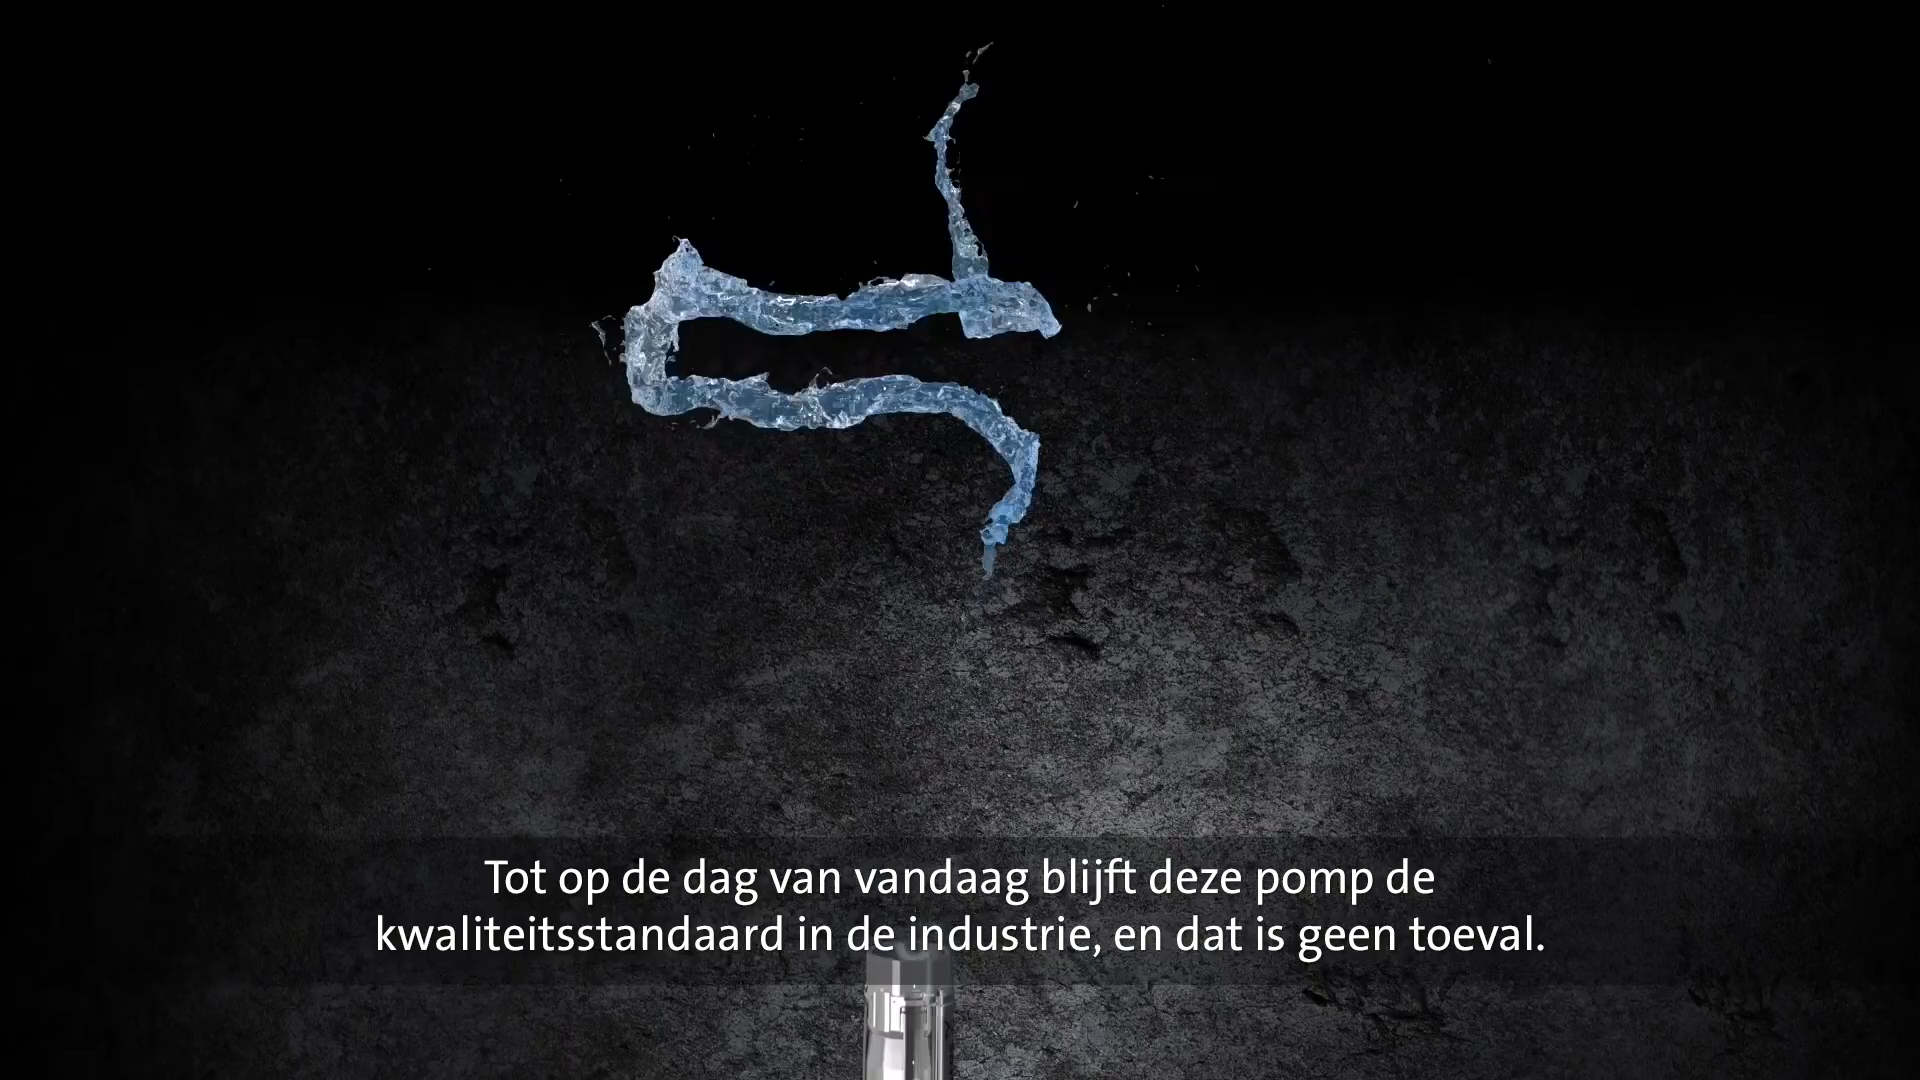 Tot op de dag van vandaag blijft deze pomp de
kwaliteitsstandaard in de industrie, en dat is geen toeval.